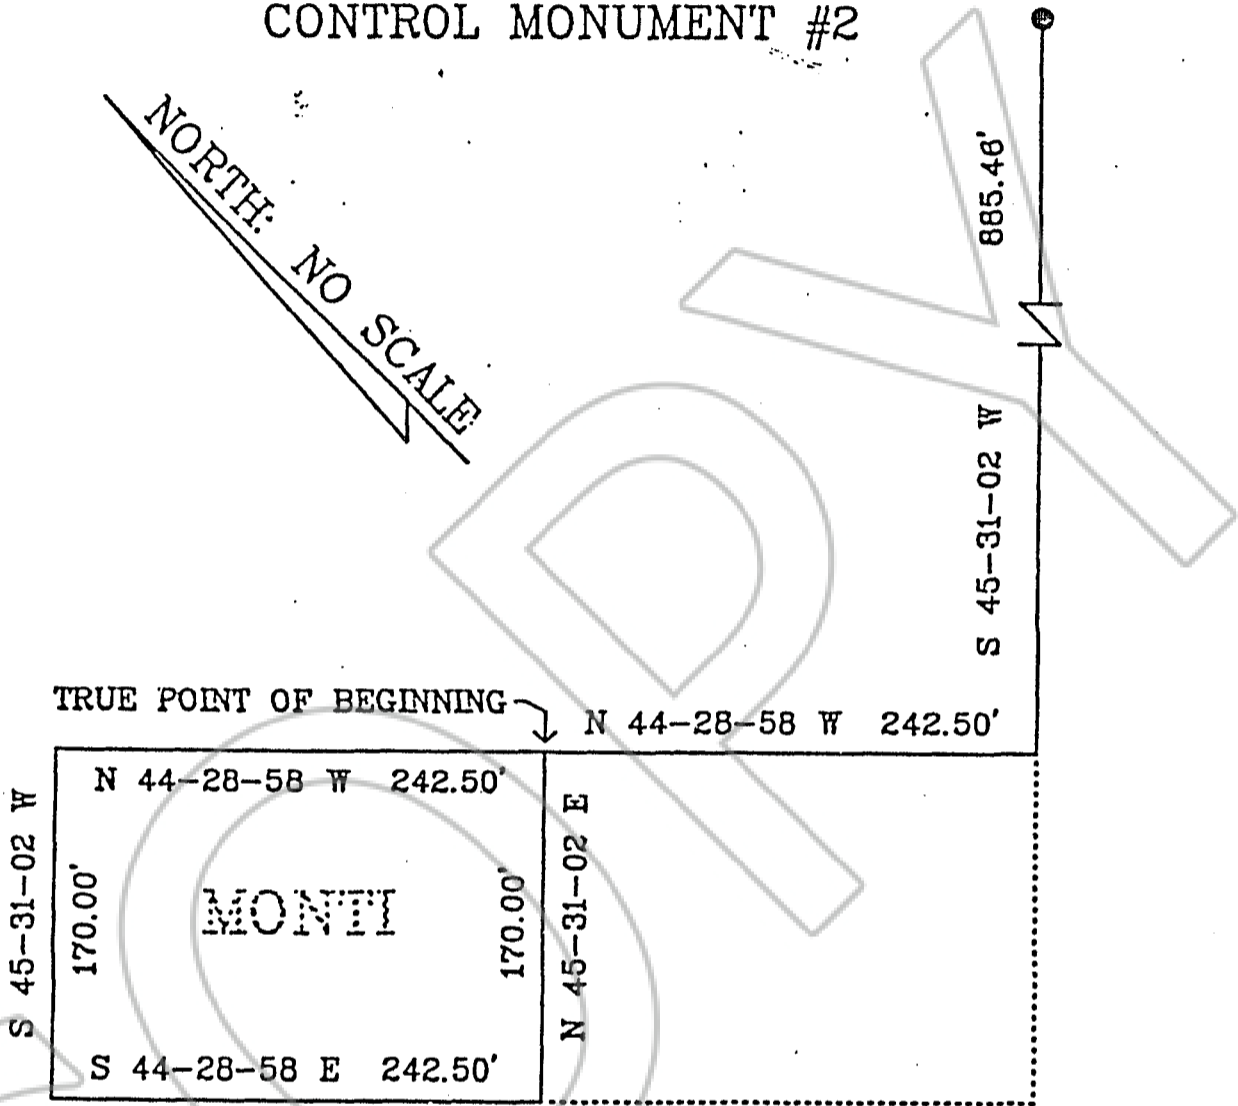 CONTROL MONUMENT #2
NORTH: NO SCALE
885.46'
S 45-31-02 W
TRUE POINT OF BEGINNING
N 44-28-58 W 242.50'
N 44-28-58 W 242.50'
S 45-31-02 W
170.00'
MONTI
170.00'
N 45-31-02 E
S 44-28-58 E 242.50'
COPY